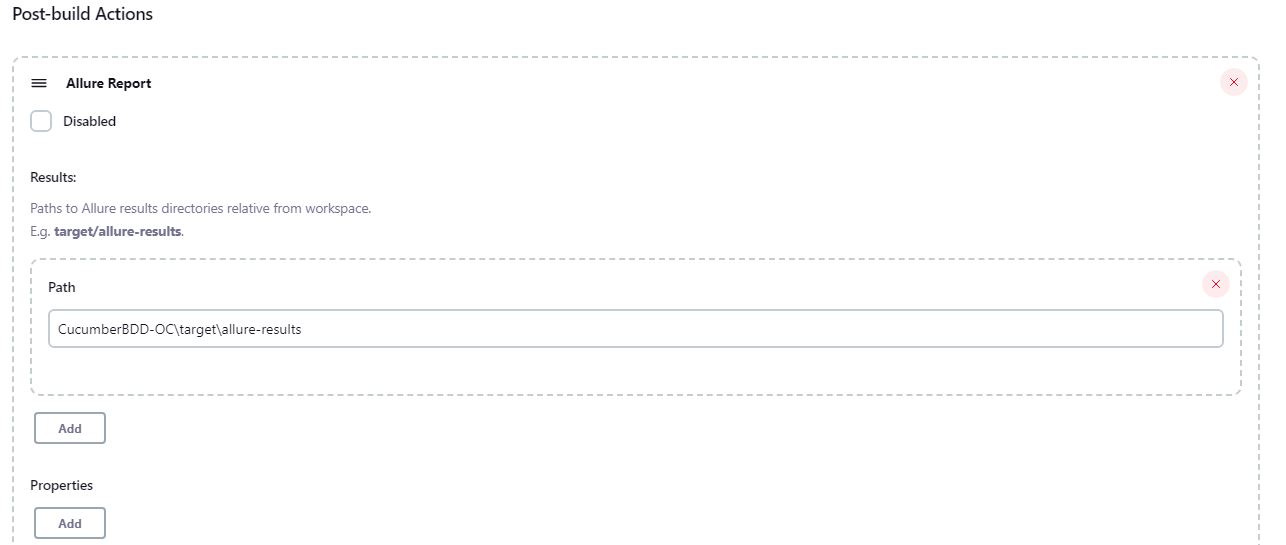 Post-build Actions
Allure Report
Disabled
Results:
Paths to Allure results directories relative from workspace.
E.g. target/allure-results.
Path
CucumberBDD-OC\target\allure-results
Add
Properties
Add